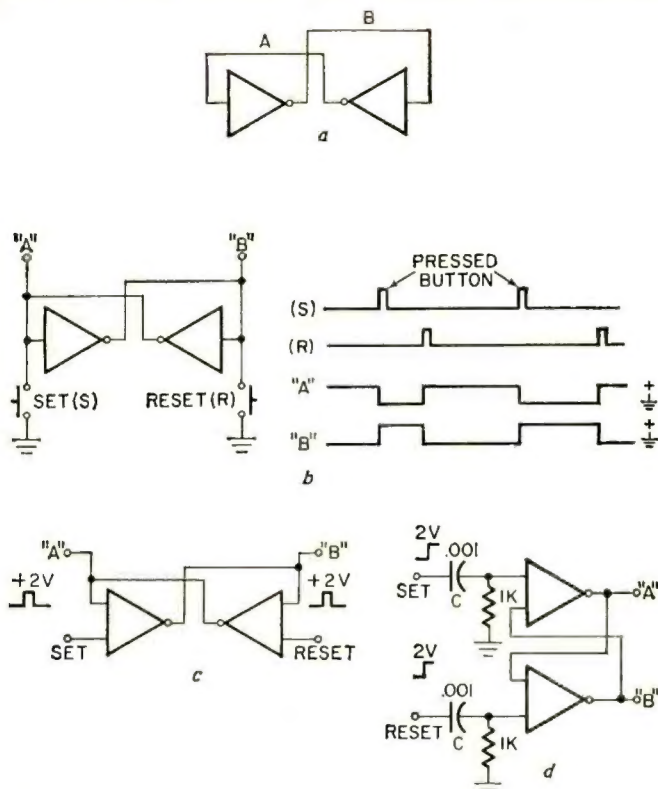 A
B
a
"A"
"B"
SET(S)
RESET(R)
b
PRESSED
BUTTON
(S)
(R)
"A"
+
"B"
+
"A"
"B"
+2V
+2V
SET
RESET
c
2V
.001
SET
C
1K
"A"
2V
.001
"B"
RESET
C
1K
d